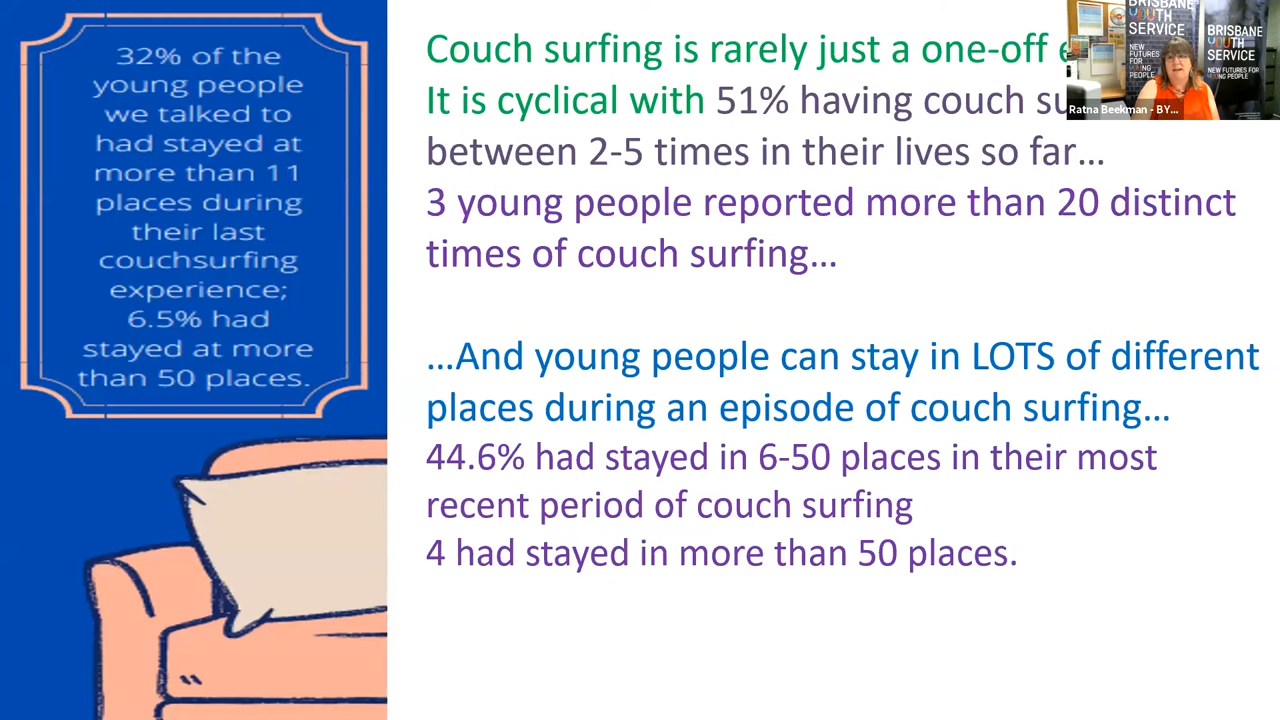 32% of the
young people
we talked to
had stayed at
more than 11
places during
their last
couchsurfing
experience;
6.5% had
stayed at more
than 50 places.
Couch surfing is rarely just a one-off e
It is cyclical with 51% having couch su
between 2-5 times in their lives so far…
3 young people reported more than 20 distinct
times of couch surfing…
…And young people can stay in LOTS of different
places during an episode of couch surfing…
44.6% had stayed in 6-50 places in their most
recent period of couch surfing
4 had stayed in more than 50 places.
BRISBANE
YOUTH
SERVICE
NEW
FUTURES
FOR
YOUNG
PEOPLE
BRISBANE
YOUTH
SERVICE
NEW FUTURES FOR
YOUNG PEOPLE
Ratna Beekman - BY...